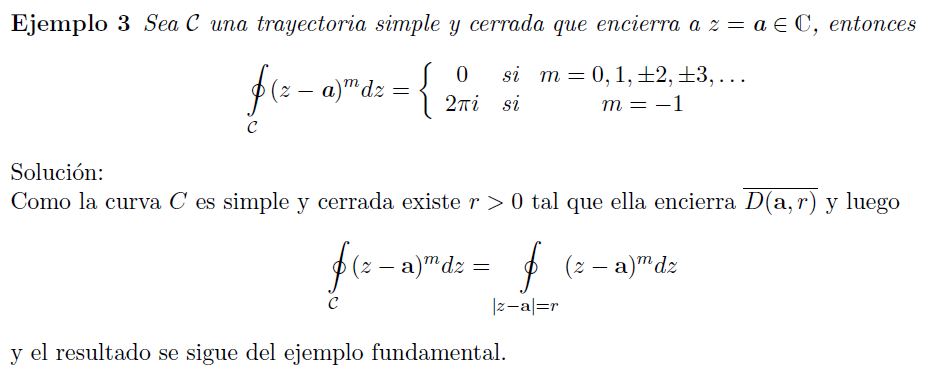 Ejemplo 3 Sea 𝒞 una trayectoria simple y cerrada que encierra a z = a ∈ ℂ, entonces
∮_𝒞 (z − a)^m dz = { 0 si m = 0, 1, ±2, ±3, . . .
2πi si m = −1
Solución:
Como la curva C es simple y cerrada existe r > 0 tal que ella encierra \overline{D(a, r)} y luego
∮_𝒞 (z − a)^m dz = ∮_{|z−a|=r} (z − a)^m dz
y el resultado se sigue del ejemplo fundamental.